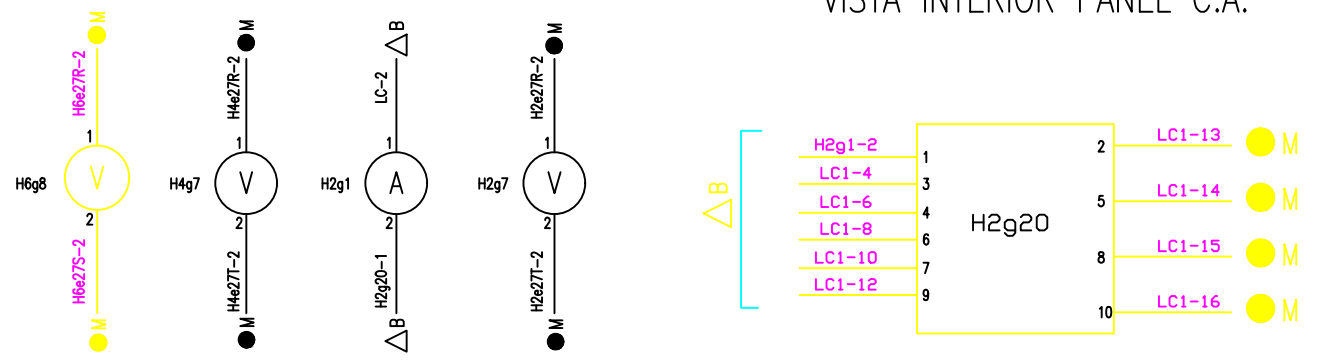 VISTA INTERIOR PANEL C.A.
M
H6e27R-2
1
H6g8
V
2
H6e27S-2
M
M
H4e27R-2
1
H4g7
V
2
H4e27T-2
M
B
LC-2
1
H2g1
A
2
H2g20-1
B
M
H2e27R-2
1
H2g7
V
2
H2e27T-2
M
B
H2g1-2
1
LC1-4
3
LC1-6
4
LC1-8
6
LC1-10
7
LC1-12
9
H2g20
2
LC1-13
M
5
LC1-14
M
8
LC1-15
M
10
LC1-16
M